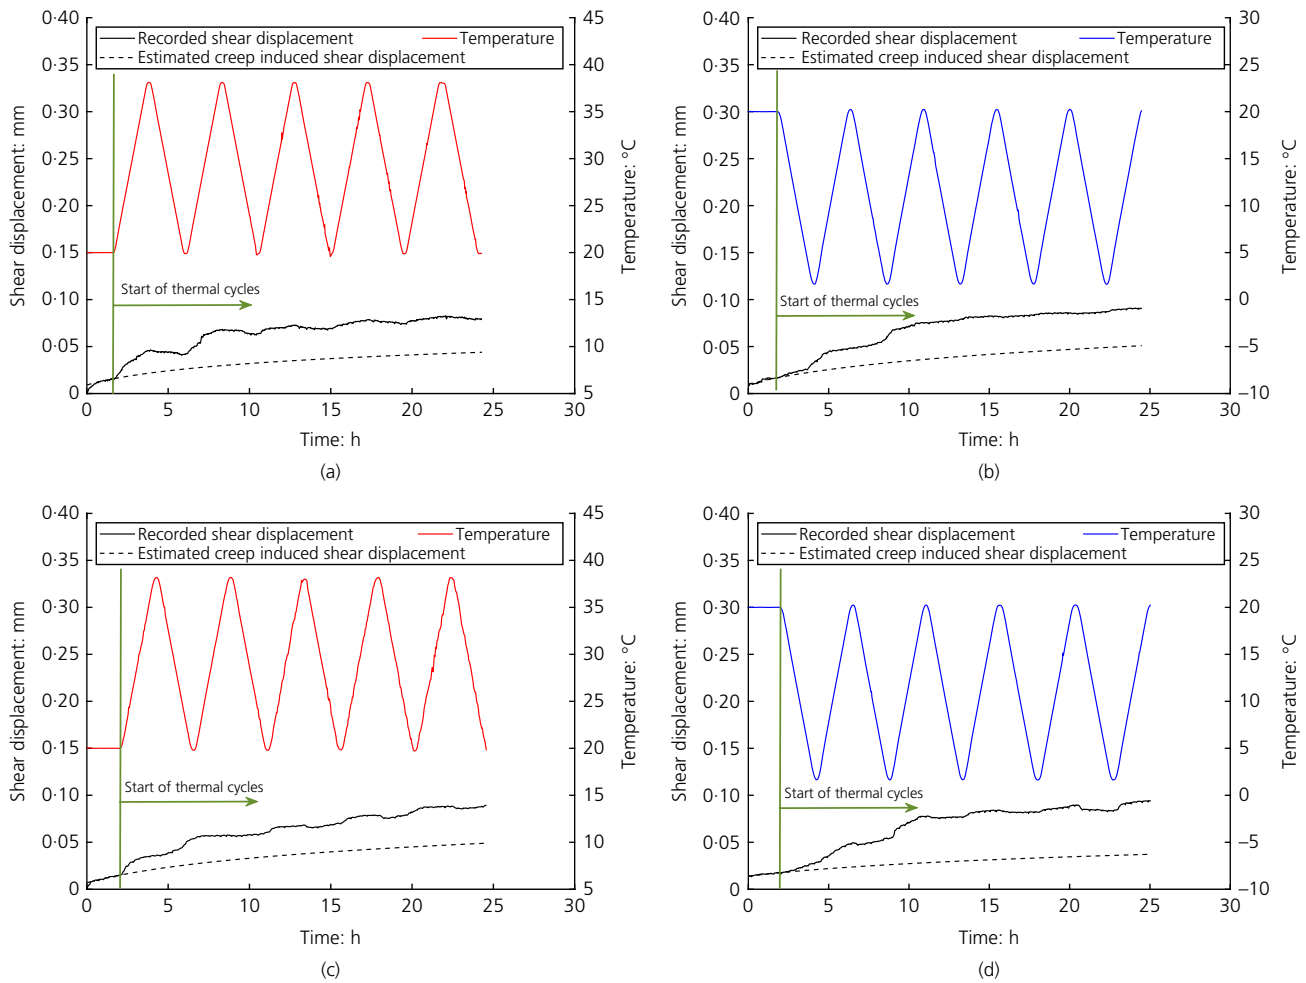 0·40
0·35
0·30
0·25
0·20
0·15
0·10
0·05
0
Shear displacement: mm
Recorded shear displacement
Temperature
Estimated creep induced shear displacement
Start of thermal cycles
45
40
35
30
25
20
15
10
5
Temperature: °C
0 5 10 15 20 25 30
Time: h
(a)
0·40
0·35
0·30
0·25
0·20
0·15
0·10
0·05
0
Shear displacement: mm
Recorded shear displacement
Temperature
Estimated creep induced shear displacement
Start of thermal cycles
30
25
20
15
10
5
0
−5
−10
Temperature: °C
0 5 10 15 20 25 30
Time: h
(b)
0·40
0·35
0·30
0·25
0·20
0·15
0·10
0·05
0
Shear displacement: mm
Recorded shear displacement
Temperature
Estimated creep induced shear displacement
Start of thermal cycles
45
40
35
30
25
20
15
10
5
Temperature: °C
0 5 10 15 20 25 30
Time: h
(c)
0·40
0·35
0·30
0·25
0·20
0·15
0·10
0·05
0
Shear displacement: mm
Recorded shear displacement
Temperature
Estimated creep induced shear displacement
Start of thermal cycles
30
25
20
15
10
5
0
−5
−10
Temperature: °C
0 5 10 15 20 25 30
Time: h
(d)